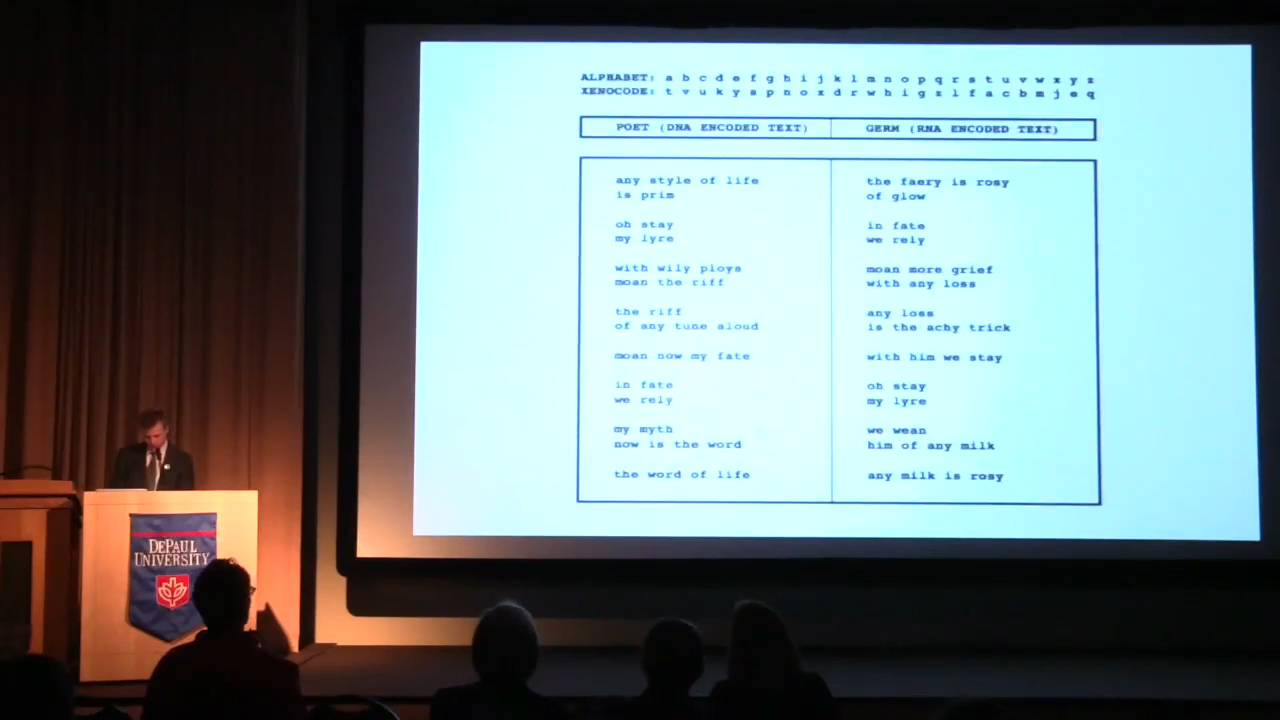 ALPHABET: a b c d e f g h i j k l m n o p q r s t u v w x y z
XENOCODE: t v u k y s p n o x d r w h i g z l f a c b m j e q
POET (DNA ENCODED TEXT)
GERM (RNA ENCODED TEXT)
any style of life
is prim
oh stay
my lyre
with wily ploys
moan the riff
the riff
of any tune aloud
moan now my fate
in fate
we rely
my myth
now is the word
the word of life
the faery is rosy
of glow
in fate
we rely
moan more grief
with any loss
any loss
is the achy trick
with him we stay
oh stay
my lyre
we wean
him of any milk
any milk is rosy
DEPAUL
UNIVERSITY